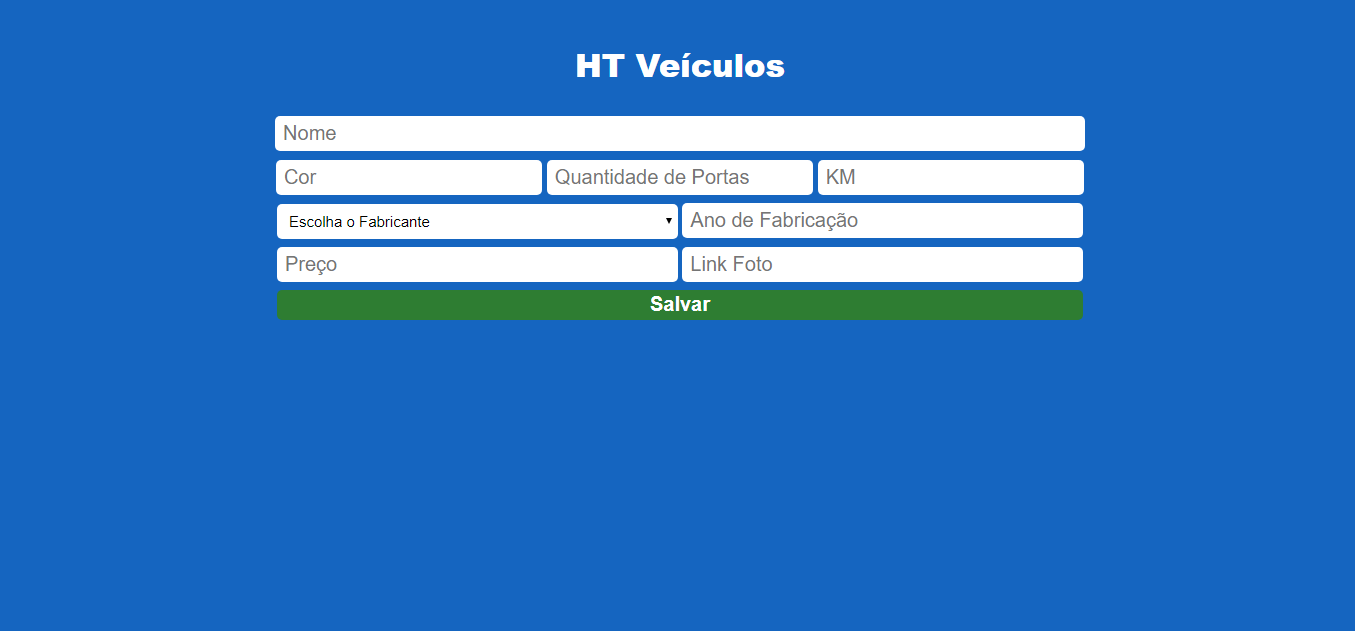 HT Veículos
Nome
Cor Quantidade de Portas KM
Escolha o Fabricante Ano de Fabricação
Preço Link Foto
Salvar